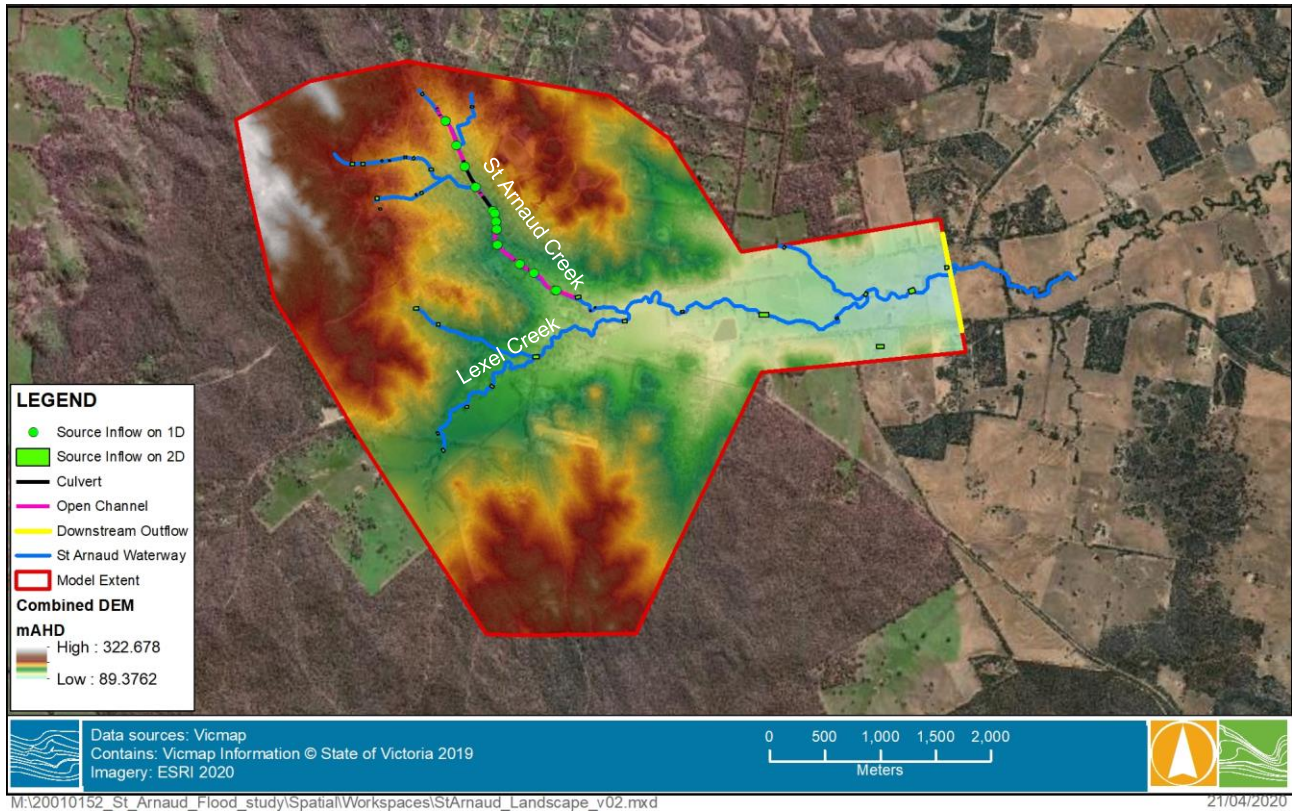 St Arnaud Creek
Lexel Creek
LEGEND
Source Inflow on 1D
Source Inflow on 2D
Culvert
Open Channel
Downstream Outflow
St Arnaud Waterway
Model Extent
Combined DEM
mAHD
High : 322.678
Low : 89.3762
Data sources: Vicmap
Contains: Vicmap Information © State of Victoria 2019
Imagery: ESRI 2020
0 500 1,000 1,500 2,000
Meters
M:\20010152_St_Arnaud_Flood_study\Spatial\Workspaces\StArnaud_Landscape_v02.mxd
21/04/2020